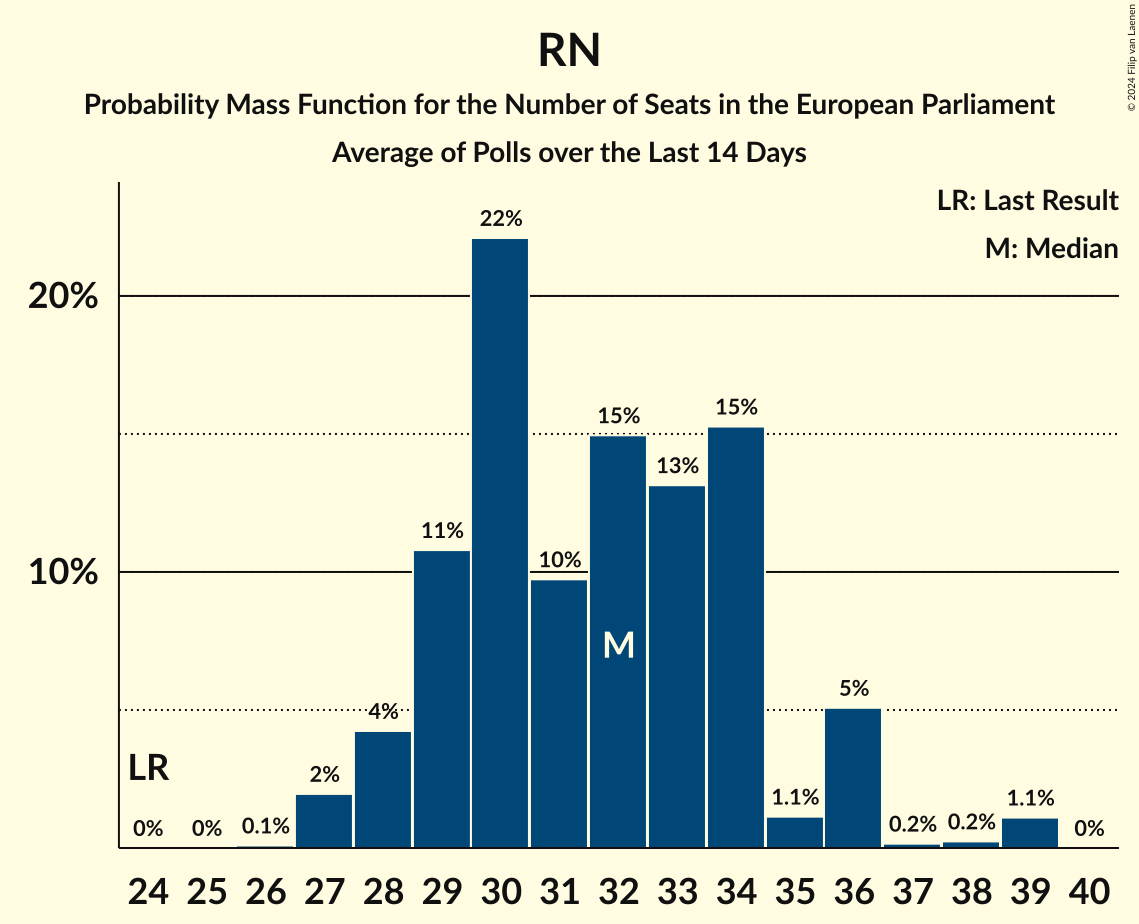 RN
Probability Mass Function for the Number of Seats in the European Parliament
Average of Polls over the Last 14 Days
© 2024 Filip van Laenen
LR: Last Result
M: Median
20%
10%
LR
0%
0%
0.1%
2%
4%
11%
22%
10%
15%
M
13%
15%
1.1%
5%
0.2%
0.2%
1.1%
0%
24 25 26 27 28 29 30 31 32 33 34 35 36 37 38 39 40